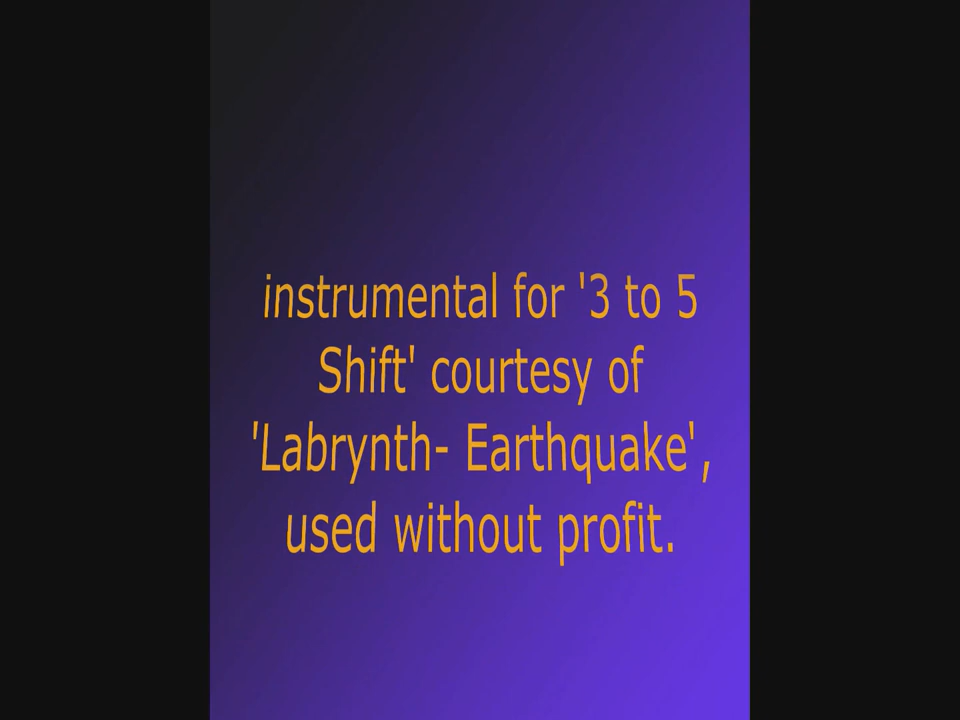 instrumental for '3 to 5
Shift' courtesy of
'Labrynth- Earthquake',
used without profit.